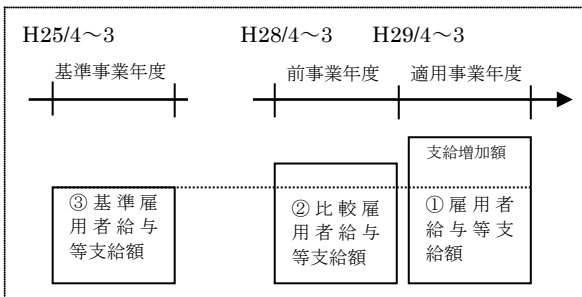 H25/4～3
H28/4～3
H29/4～3
基準事業年度
前事業年度
適用事業年度
支給増加額
③基準雇
用者給与
等支給額
②比較雇
用者給与
等支給額
①雇用者
給与等支
給額